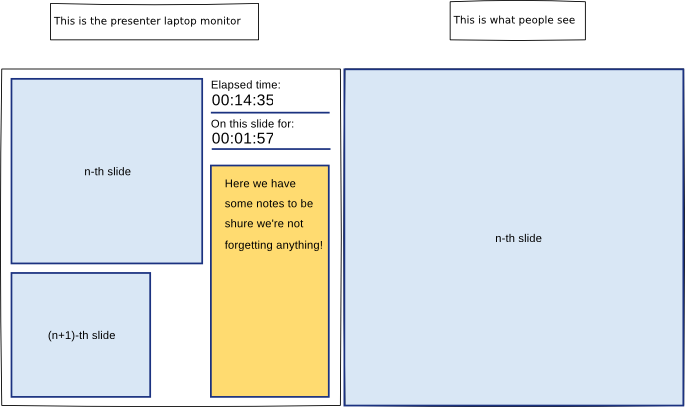 This is the presenter laptop monitor
This is what people see
n-th slide
(n+1)-th slide
Elapsed time:
00:14:35
On this slide for:
00:01:57
Here we have
some notes to be
shure we're not
forgetting anything!
n-th slide